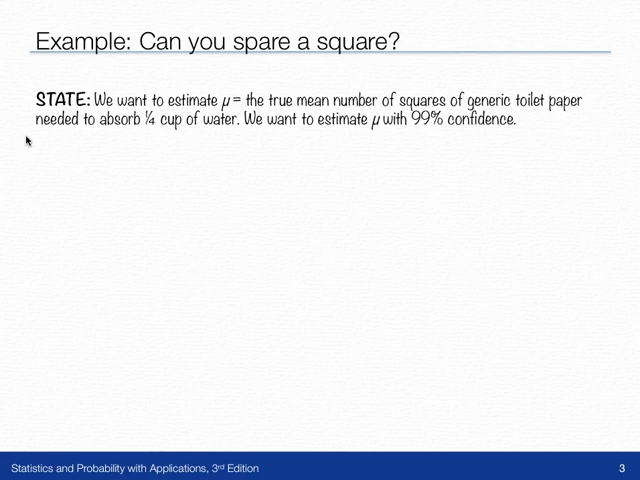 Example: Can you spare a square?
STATE: We want to estimate μ = the true mean number of squares of generic toilet paper
needed to absorb ¼ cup of water. We want to estimate μ with 99% confidence.
Statistics and Probability with Applications, 3rd Edition
3